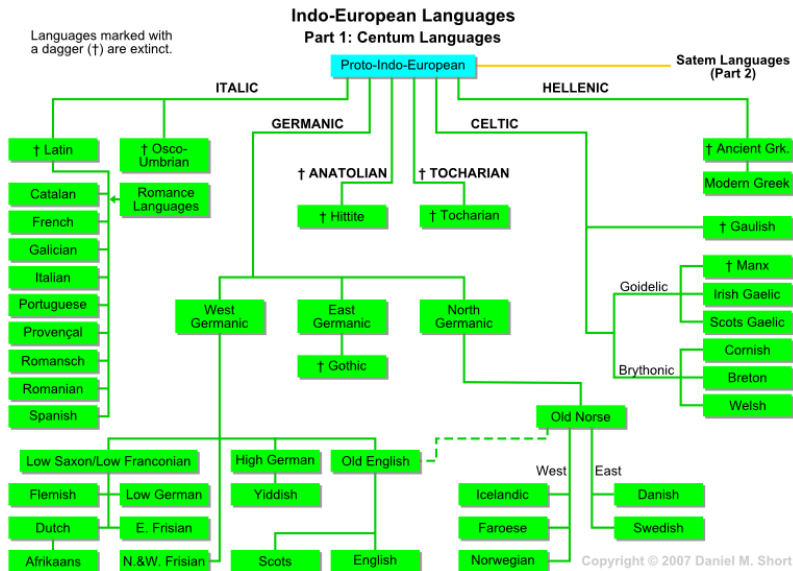 Indo-European Languages
Part 1: Centum Languages
Languages marked with
a dagger (†) are extinct.
Proto-Indo-European
Satem Languages
(Part 2)
ITALIC
HELLENIC
GERMANIC
CELTIC
† Latin
† Osco-
Umbrian
† Ancient Grk.
† ANATOLIAN
† TOCHARIAN
Modern Greek
Catalan
Romance
Languages
† Hittite
† Tocharian
French
† Gaulish
Galician
Italian
† Manx
Goidelic
Irish Gaelic
Portuguese
West
Germanic
East
Germanic
North
Germanic
Scots Gaelic
Provençal
Cornish
Romansch
† Gothic
Brythonic
Breton
Romanian
Welsh
Spanish
Old Norse
Low Saxon/Low Franconian
High German
Old English
West
East
Flemish
Low German
Yiddish
Icelandic
Danish
Dutch
E. Frisian
Faroese
Swedish
Afrikaans
N.&W. Frisian
Scots
English
Norwegian
Copyright © 2007 Daniel M. Short